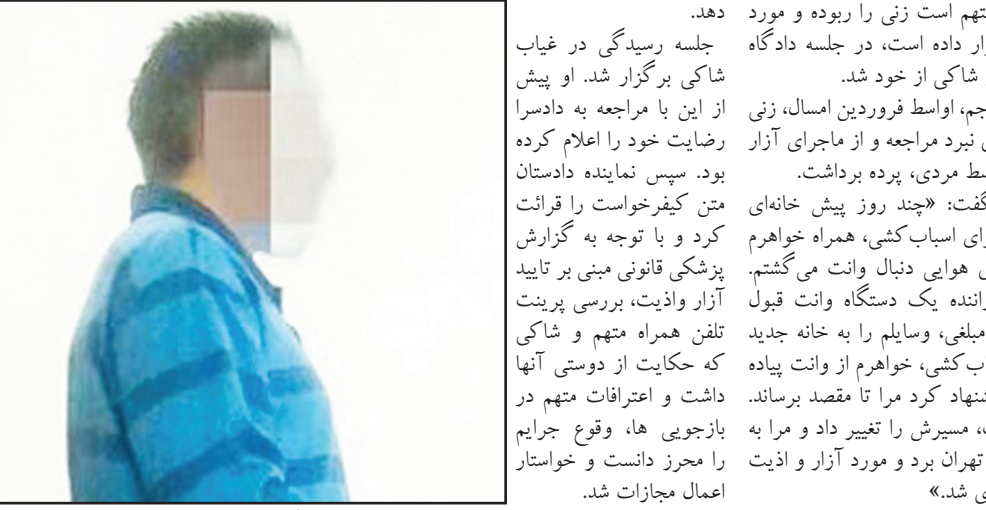 تهم است زنی را ربوده و مورد
ار داده است، در جلسه دادگاه
شاکی از خود شد.
جم، اواسط فروردین امسال، زنی
نبرد مراجعه و از ماجرای آزار
سط مردی، پرده برداشت.
گفت: «چند روز پیش خانه‌ای
رای اسباب‌کشی، همراه خواهرم
هوایی دنبال وانت می‌گشتم.
راننده یک دستگاه وانت قبول
مبلغی، وسایلم را به خانه جدید
ب‌کشی، خواهرم از وانت پیاده
شنهاد کرد مرا تا مقصد برساند.
، مسیرش را تغییر داد و مرا به
تهران برد و مورد آزار و اذیت
ی شد.»
دهد.
جلسه رسیدگی در غیاب
شاکی برگزار شد. او پیش
از این با مراجعه به دادسرا
رضایت خود را اعلام کرده
بود. سپس نماینده دادستان
متن کیفرخواست را قرائت
کرد و با توجه به گزارش
پزشکی قانونی مبنی بر تایید
آزار واذیت، بررسی پرینت
تلفن همراه متهم و شاکی
که حکایت از دوستی آنها
داشت و اعترافات متهم در
بازجویی ها، وقوع جرایم
را محرز دانست و خواستار
اعمال مجازات شد.